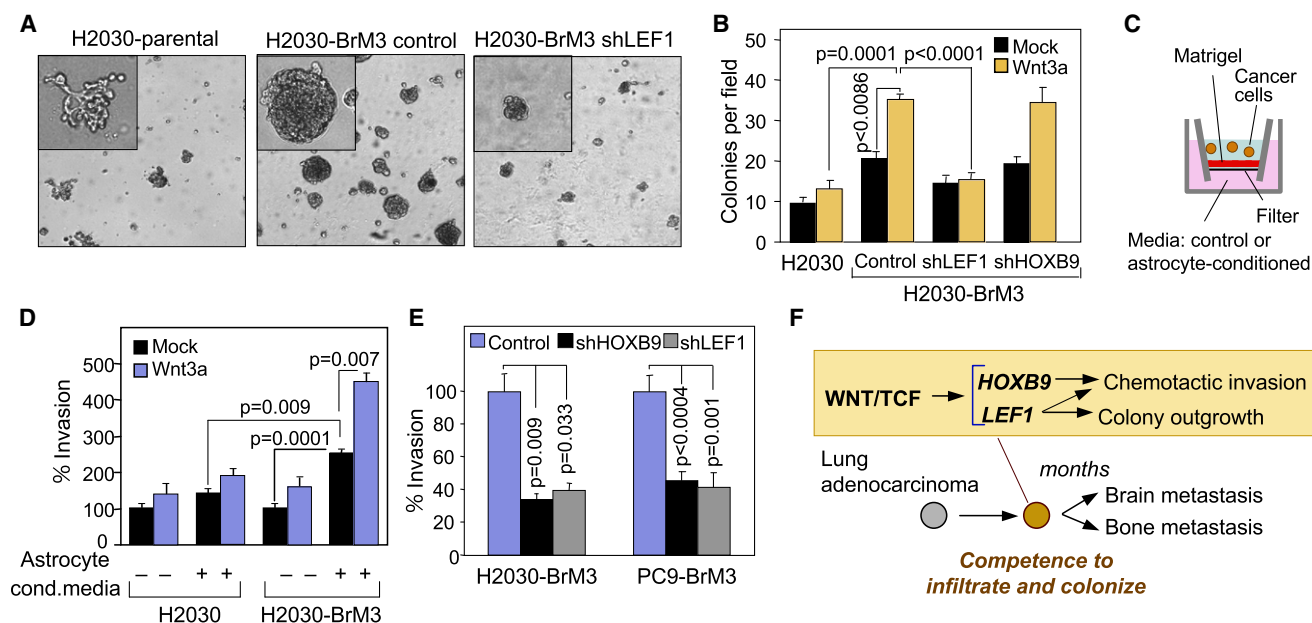 A
H2030-parental
H2030-BrM3 control
H2030-BrM3 shLEF1
B
50
40
30
20
10
0
Colonies per field
p=0.0001
p<0.0001
p<0.0086
Mock
Wnt3a
H2030
Control
shLEF1
shHOXB9
H2030-BrM3
C
Matrigel
Cancer
cells
Filter
Media: control or
astrocyte-conditioned
D
500
400
300
200
100
0
% Invasion
Mock
Wnt3a
p=0.007
p=0.009
p=0.0001
Astrocyte
cond.media
– – + + – – + +
H2030
H2030-BrM3
E
Control
shHOXB9
shLEF1
100
80
60
40
20
0
% Invasion
p=0.009
p=0.033
p<0.0004
p=0.001
H2030-BrM3
PC9-BrM3
F
WNT/TCF
HOXB9
LEF1
Chemotactic invasion
Colony outgrowth
Lung
adenocarcinoma
months
Brain metastasis
Bone metastasis
Competence to
infiltrate and colonize